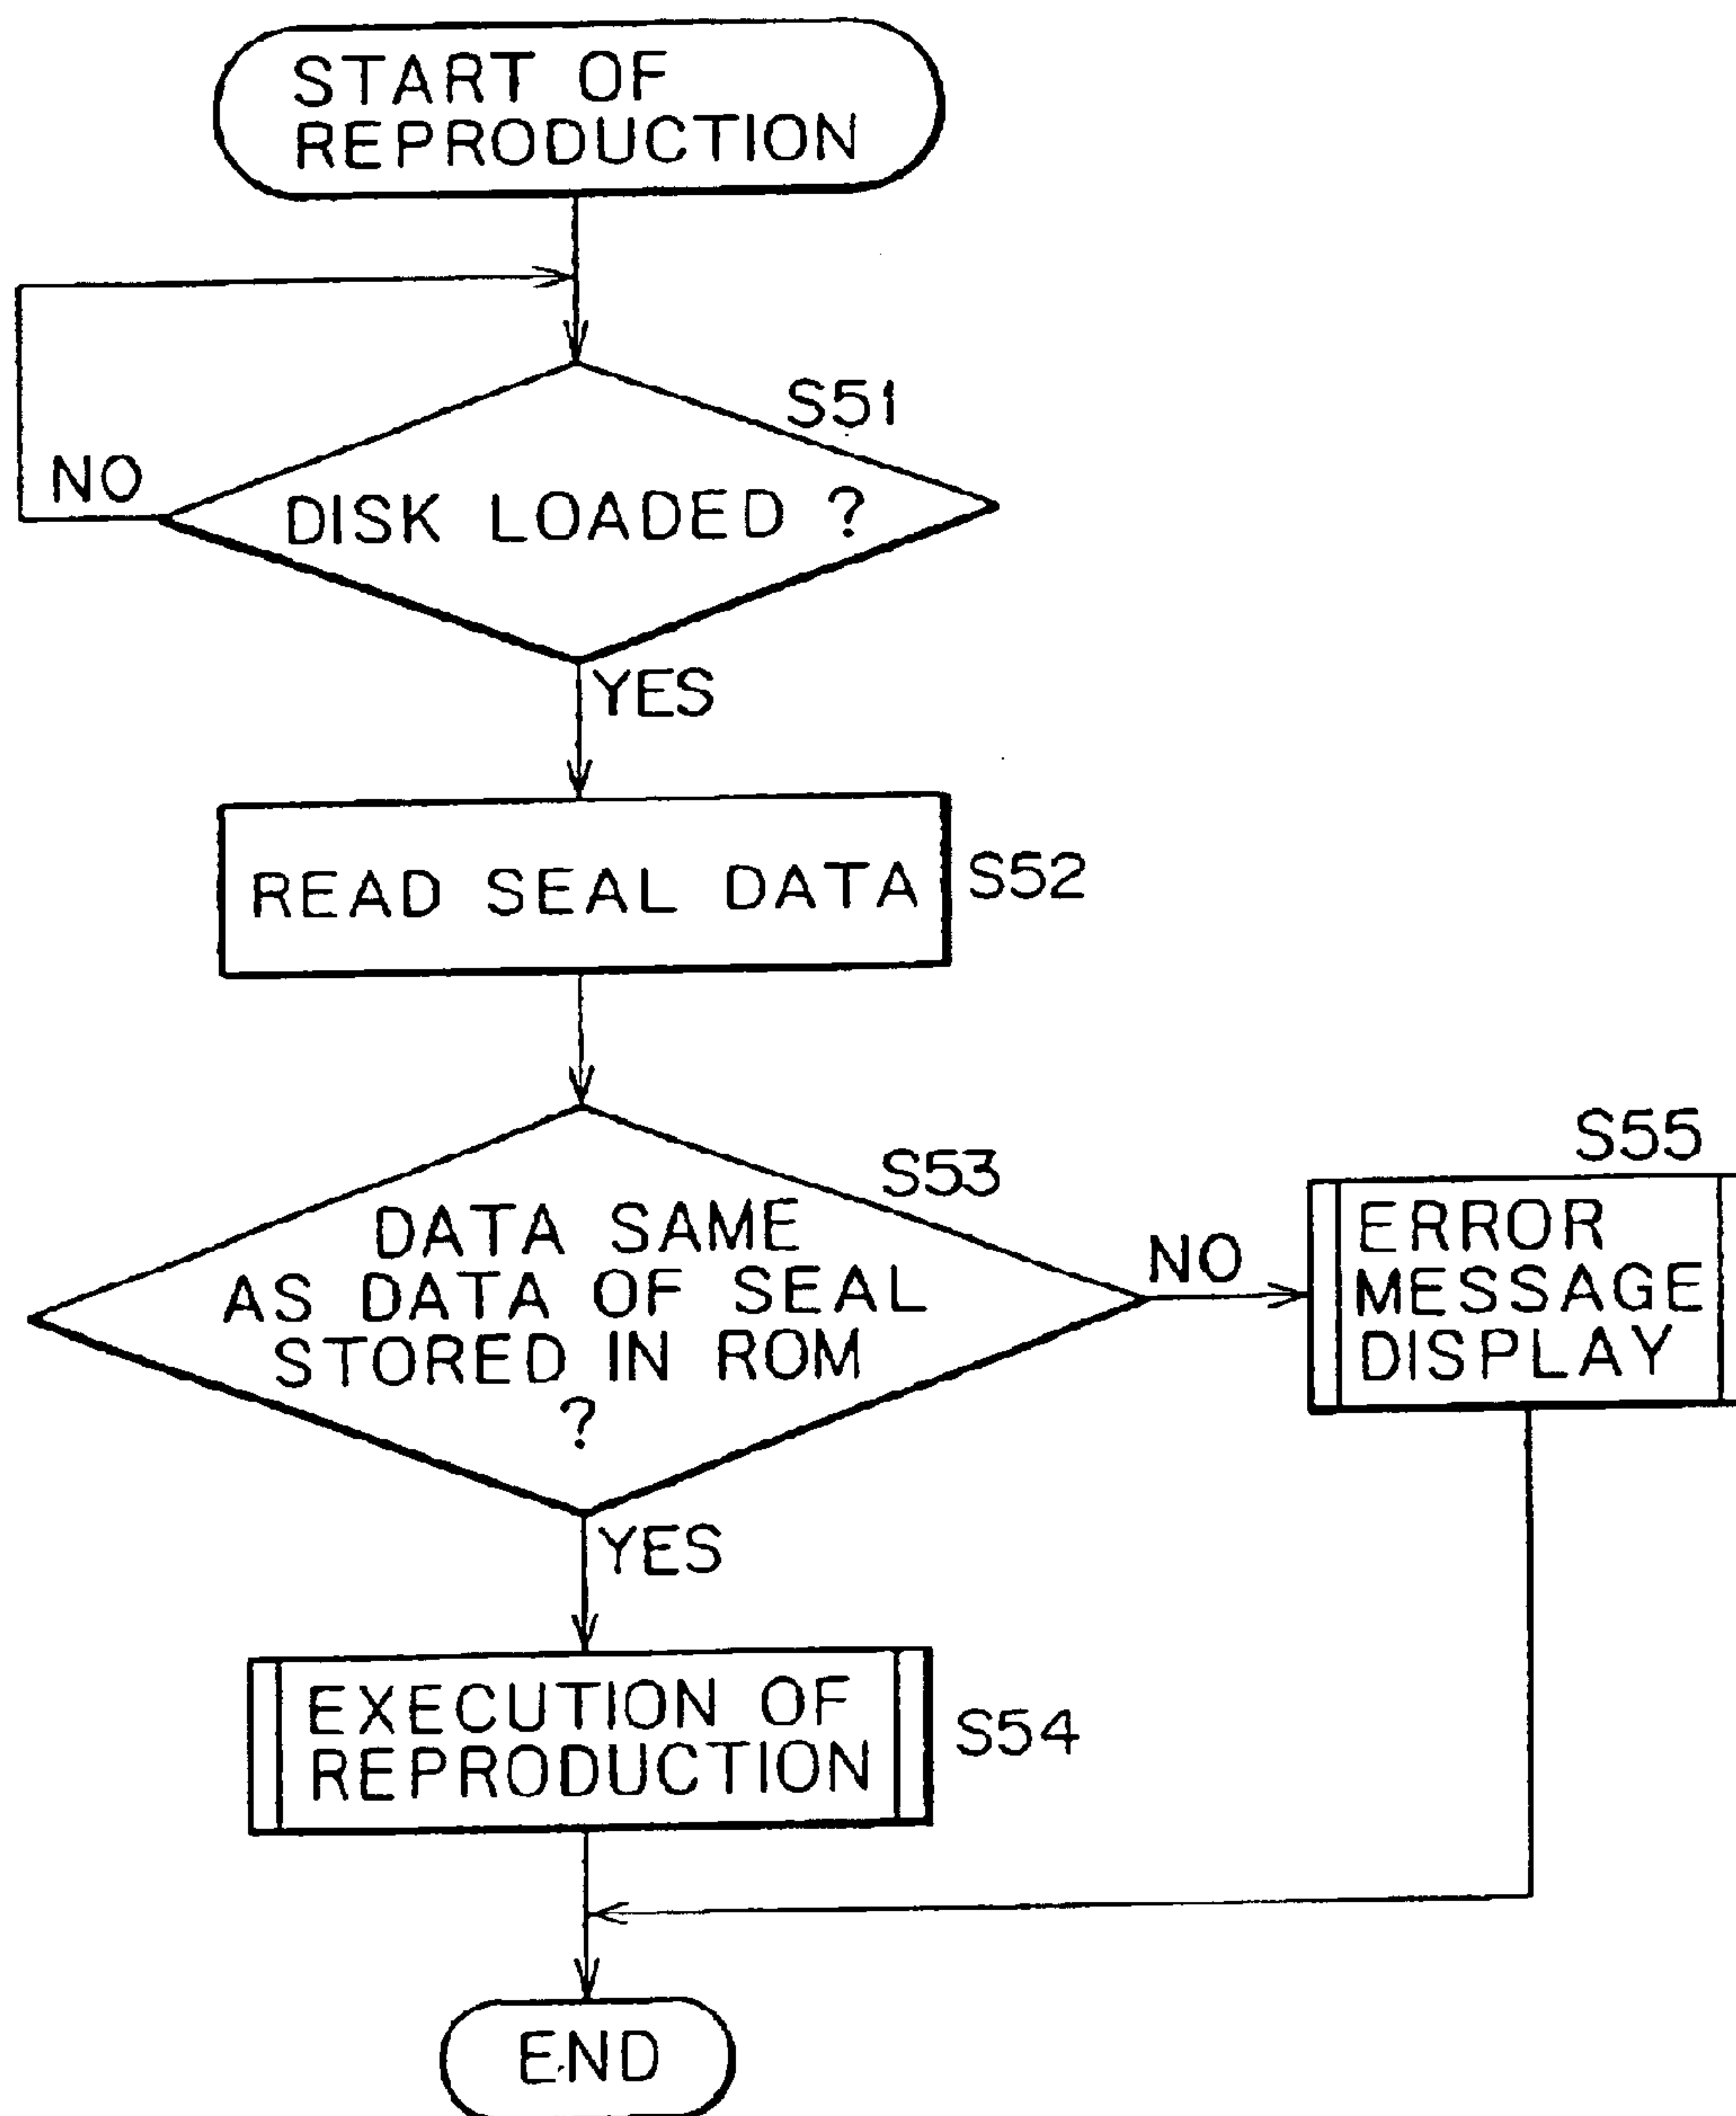 START OF
REPRODUCTION
S51
NO
DISK LOADED ?
YES
READ SEAL DATA
S52
S53
DATA SAME
AS DATA OF SEAL
STORED IN ROM
?
NO
S55
ERROR
MESSAGE
DISPLAY
YES
EXECUTION OF
REPRODUCTION
S54
END